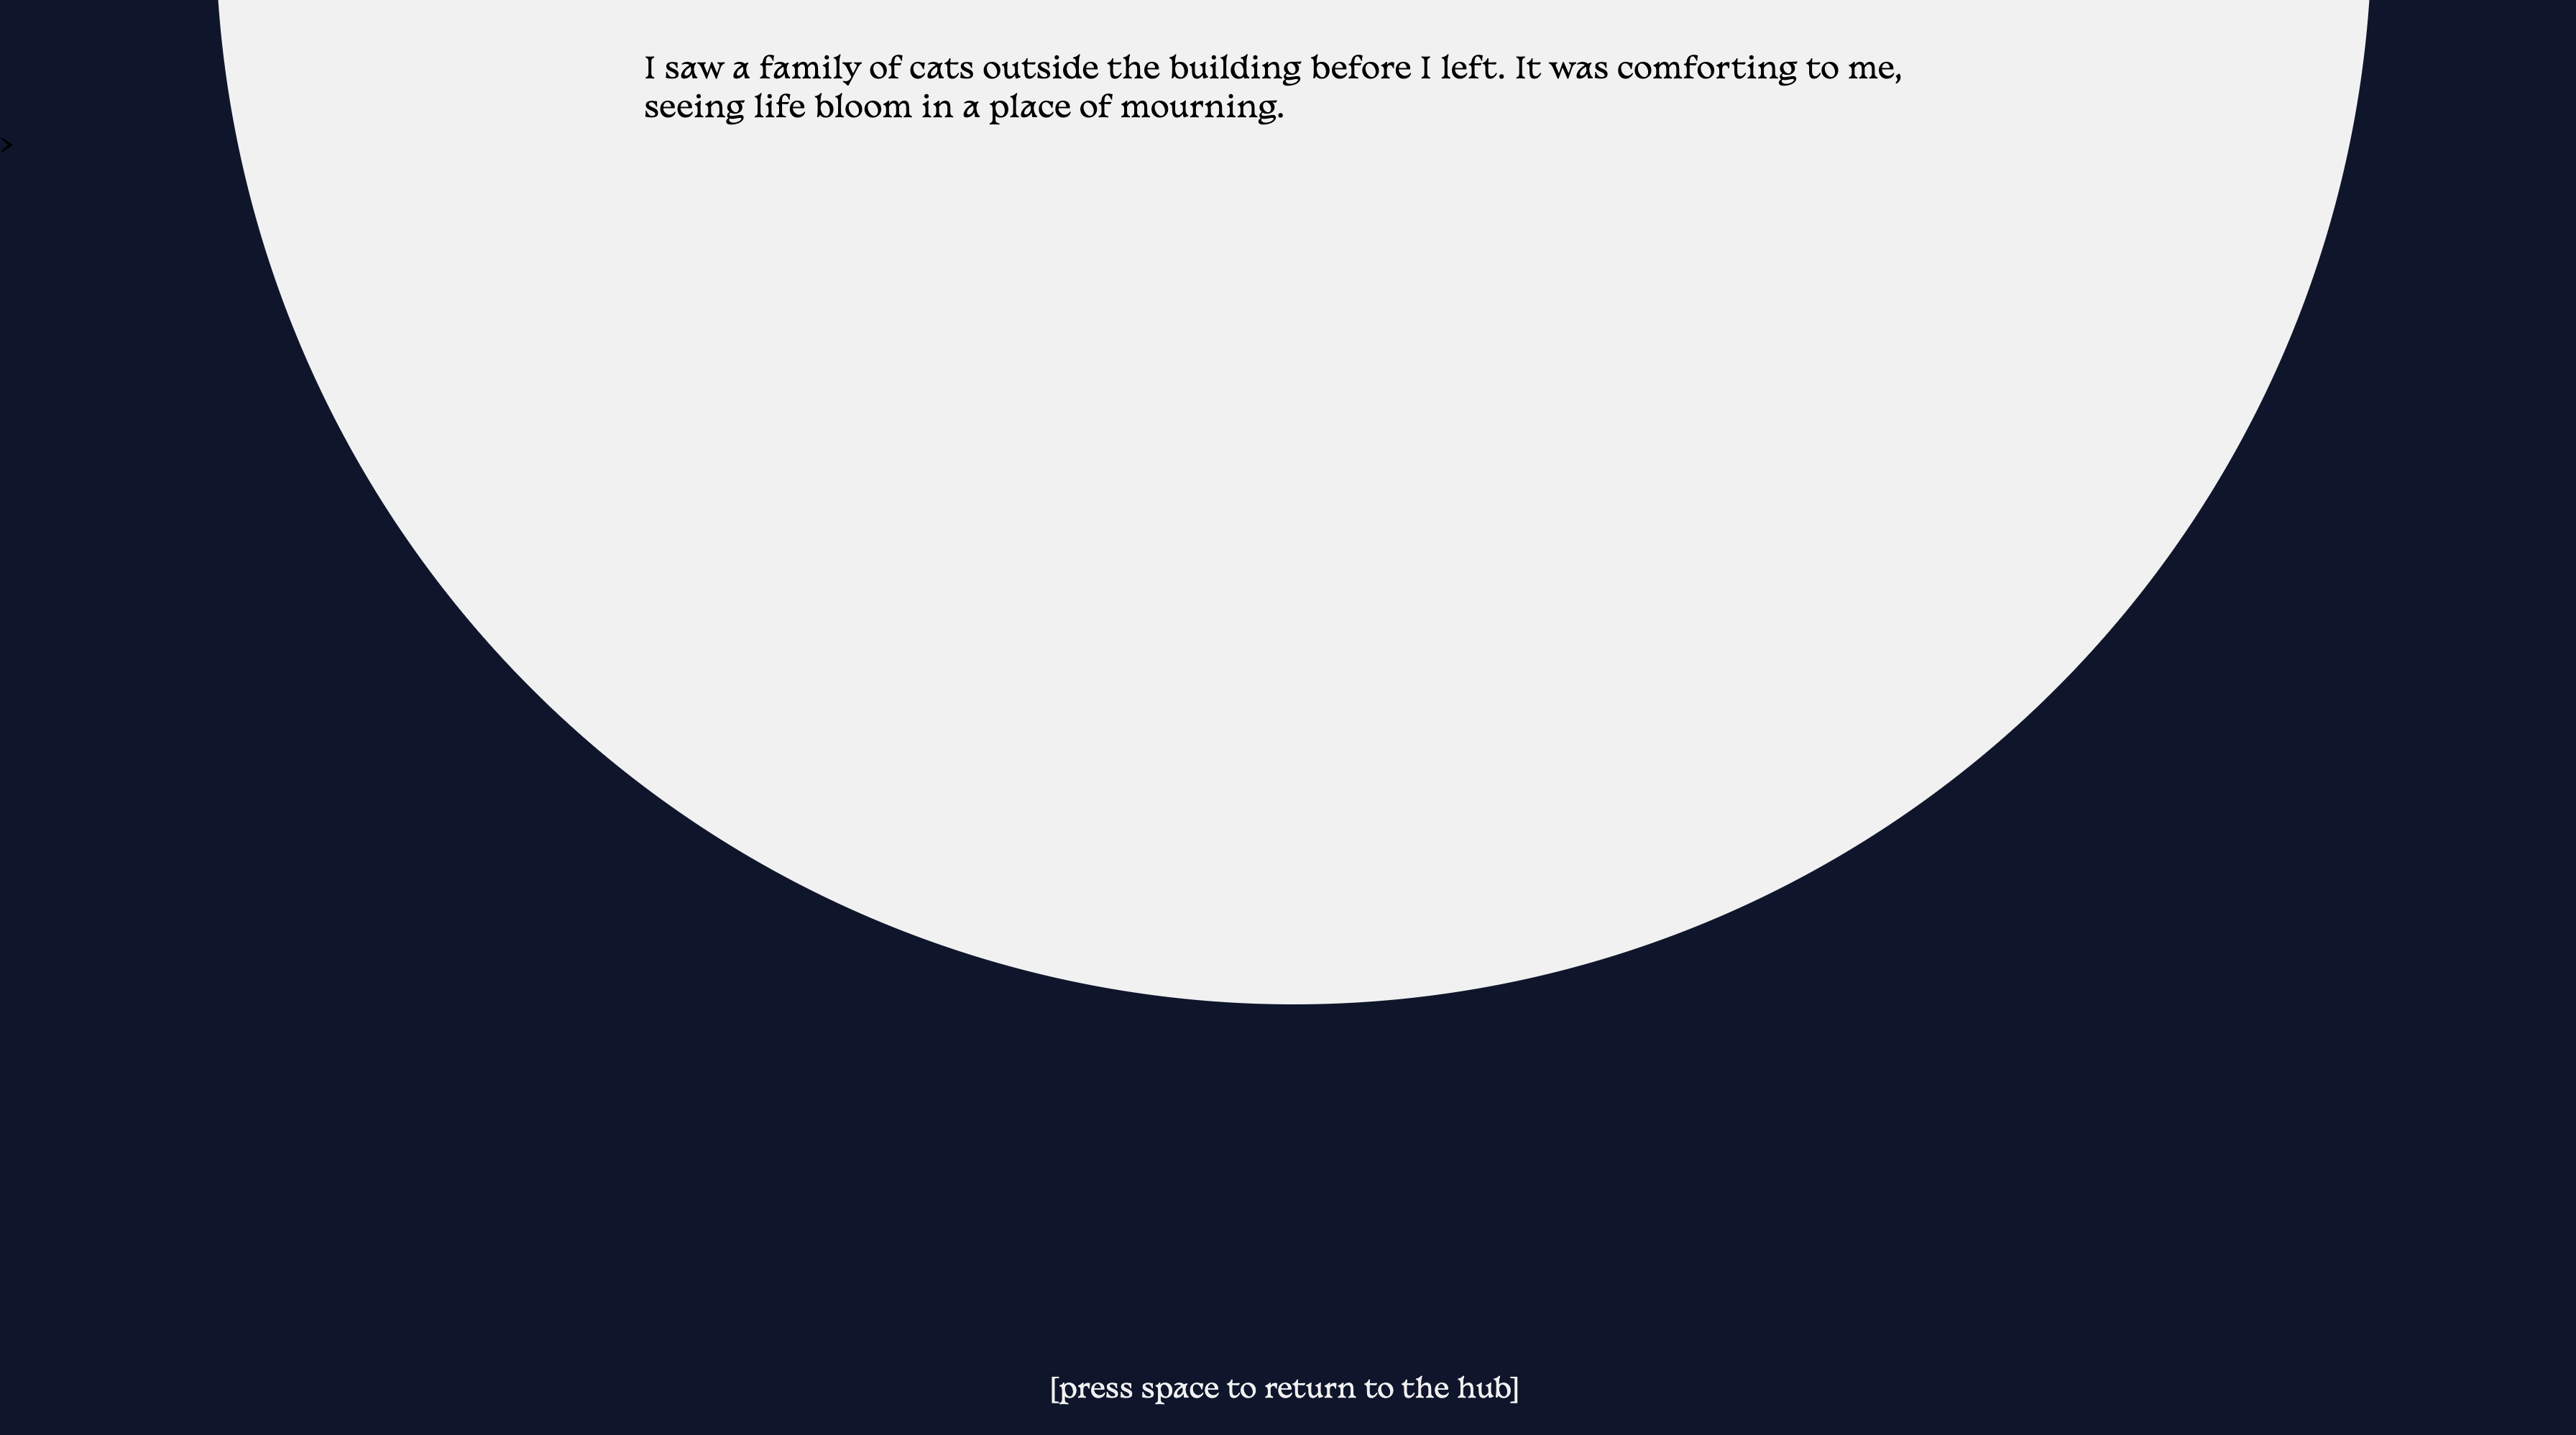 I saw a family of cats outside the building before I left. It was comforting to me,
seeing life bloom in a place of mourning.
>
[press space to return to the hub]